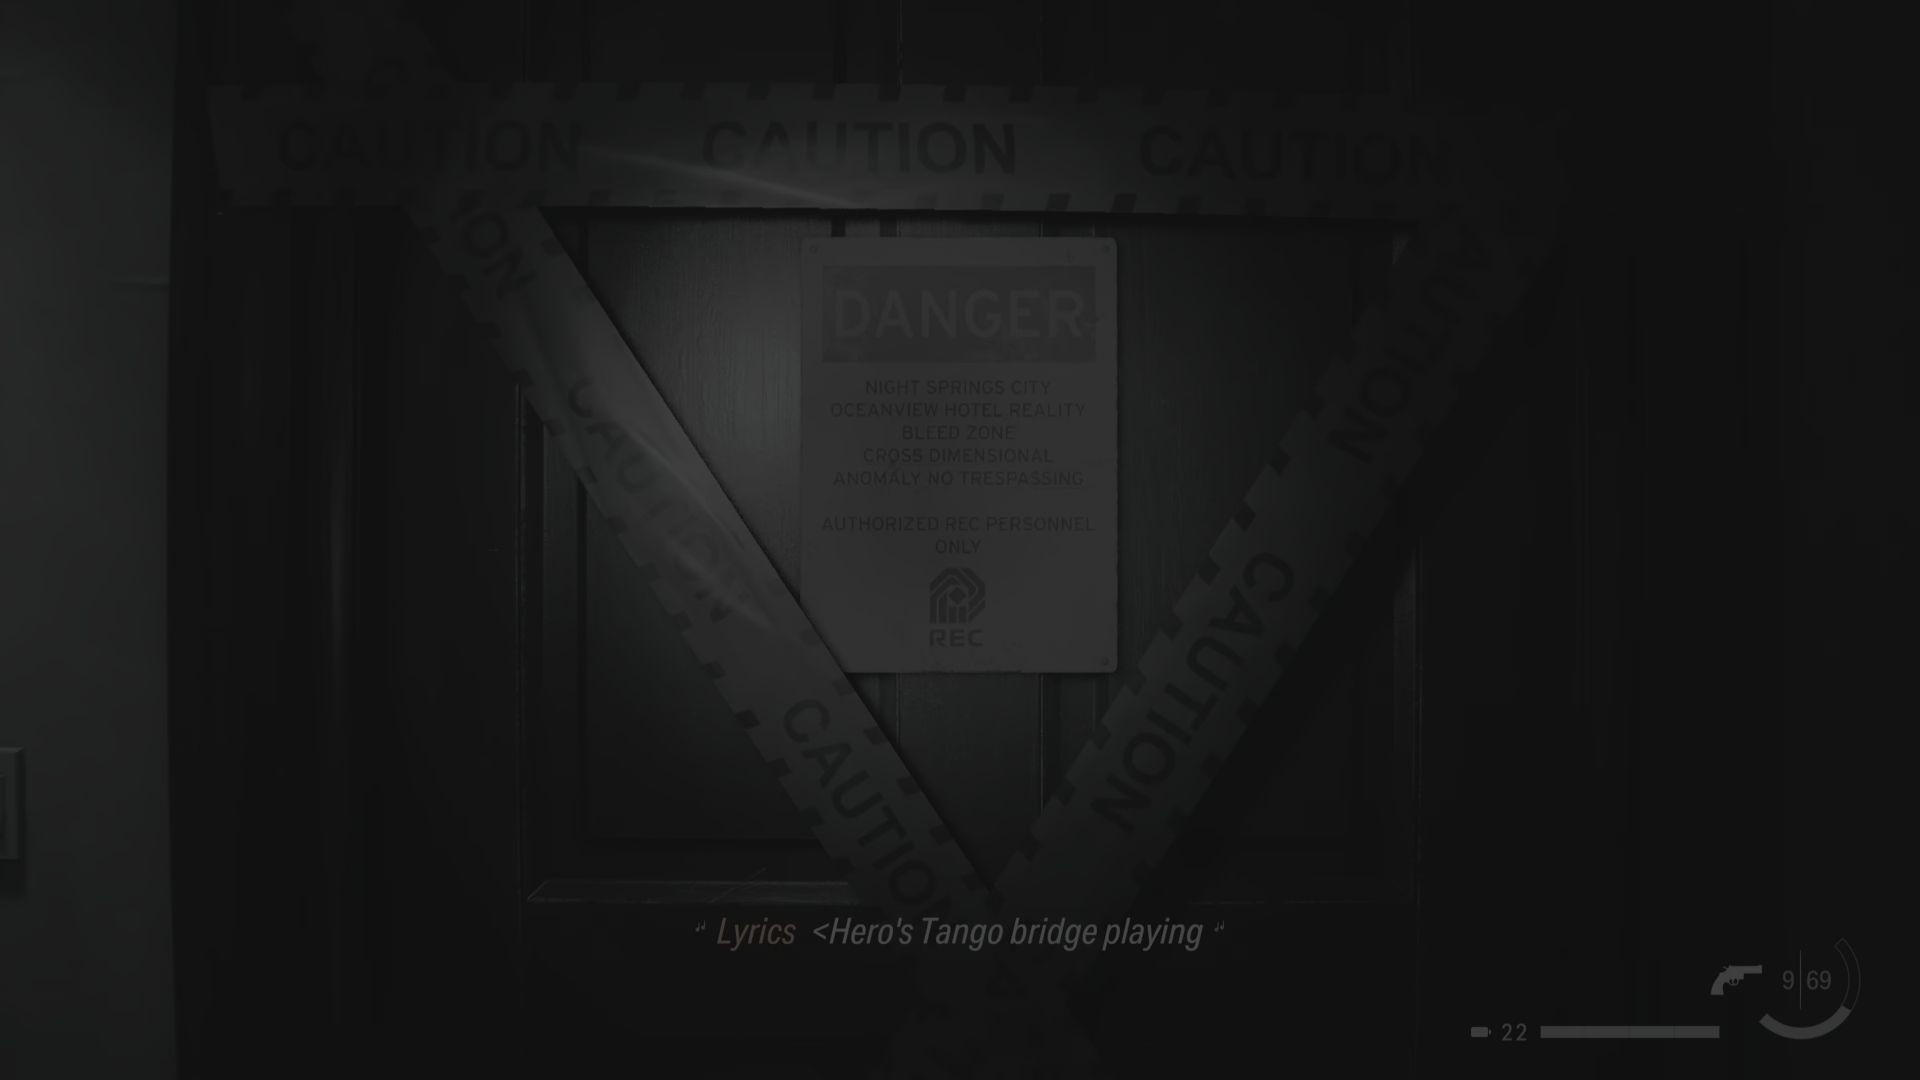 CAUTION CAUTION CAUTION
ION
CAUTION
CAUTION
CAUTION
CAUTION
DANGER
NIGHT SPRINGS CITY
OCEANVIEW HOTEL REALITY
BLEED ZONE
CROSS DIMENSIONAL
ANOMALY NO TRESPASSING
AUTHORIZED REC PERSONNEL
ONLY
REC
Lyrics <Hero's Tango bridge playing
9|69
22